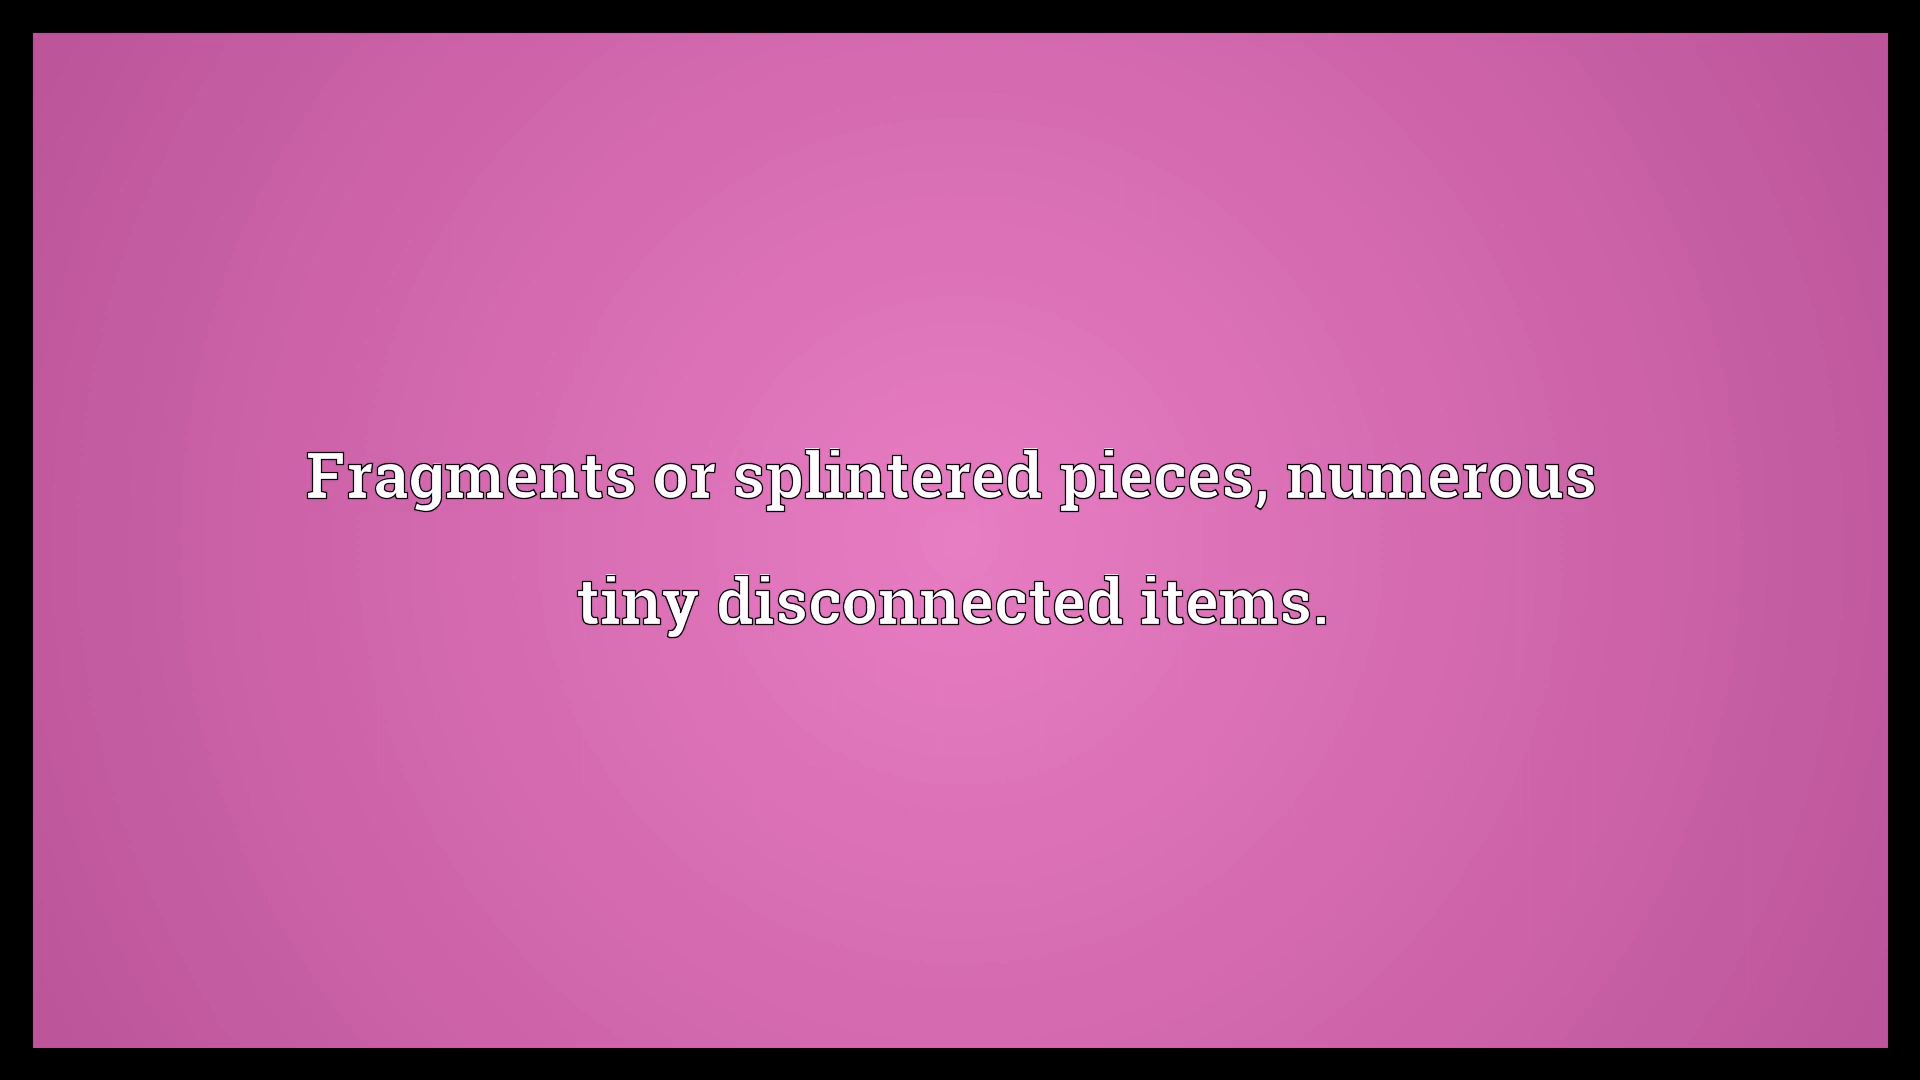 Fragments or splintered pieces, numerous
tiny disconnected items.